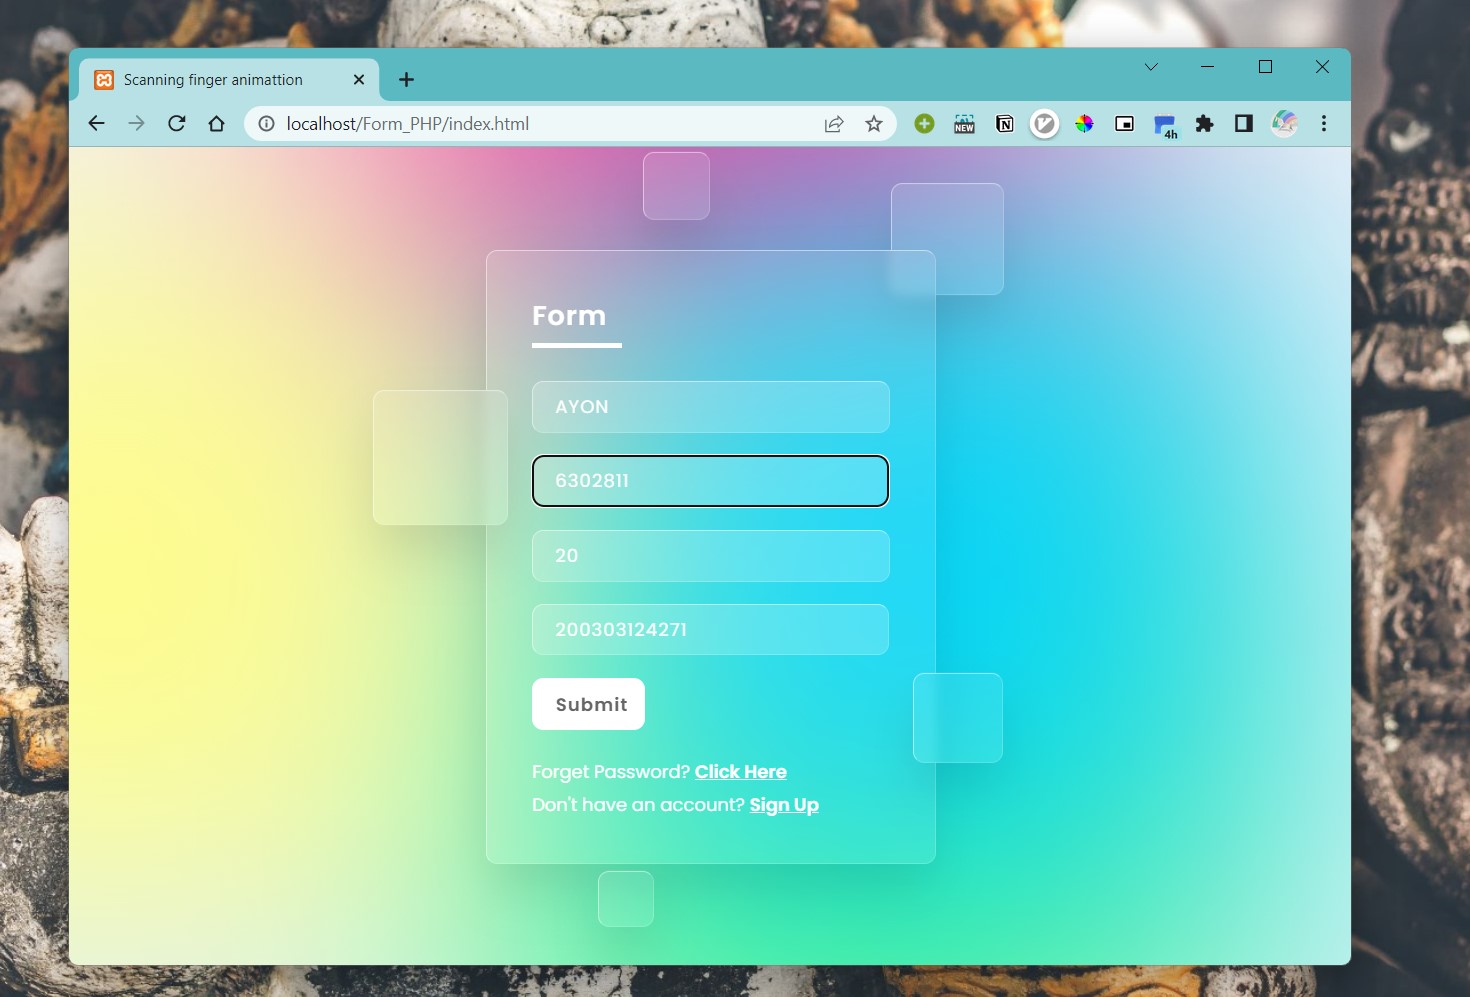 Scanning finger animattion
localhost/Form_PHP/index.html
NEW
N
4h
Form
AYON
6302811
20
200303124271
Submit
Forget Password? Click Here
Don't have an account? Sign Up